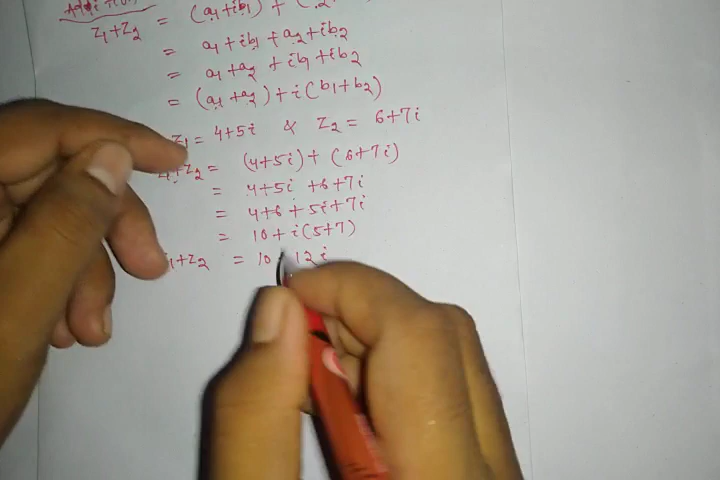 Z₁+Z₂ = (a₁+ib₁) + (
= a₁+ib₁ +a₂+ib₂
= a₁+a₂ +ib₁+ib₂
= (a₁+a₂)+i(b₁+b₂)
Z₁= 4+5i & Z₂ = 6+7i
+Z₂ = (4+5i)+(6+7i)
= 4+5i +6+7i
= 4+6+5i+7i
= 10+i(5+7)
+Z₂ = 10 12i